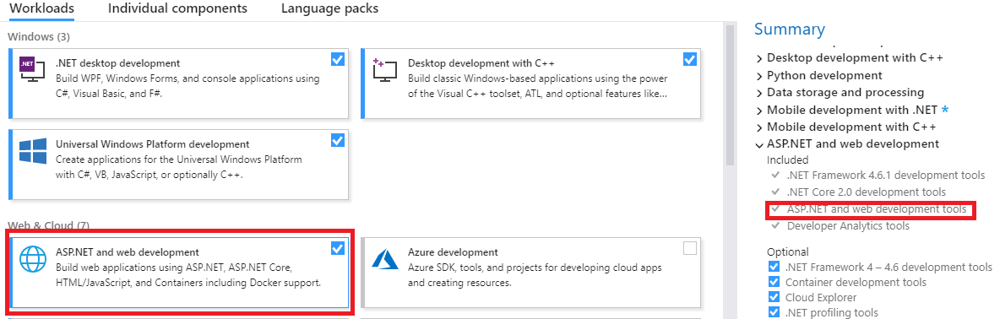 Workloads
Individual components
Language packs
Windows (3)
.NET
.NET desktop development
Build WPF, Windows Forms, and console applications using
C#, Visual Basic, and F#.
Desktop development with C++
Build classic Windows-based applications using the power
of the Visual C++ toolset, ATL, and optional features like...
Universal Windows Platform development
Create applications for the Universal Windows Platform
with C#, VB, JavaScript, or optionally C++.
Web & Cloud (7)
ASP.NET and web development
Build web applications using ASP.NET, ASP.NET Core,
HTML/JavaScript, and Containers including Docker support.
Azure development
Azure SDK, tools, and projects for developing cloud apps
and creating resources.
Summary
Desktop development with C++
Python development
Data storage and processing
Mobile development with .NET *
Mobile development with C++
ASP.NET and web development
Included
.NET Framework 4.6.1 development tools
.NET Core 2.0 development tools
ASP.NET and web development tools
Developer Analytics tools
Optional
.NET Framework 4 – 4.6 development tools
Container development tools
Cloud Explorer
.NET profiling tools